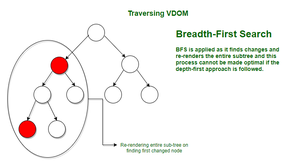 Traversing VDOM
Breadth-First Search
BFS is applied as it finds changes and
re-renders the entire subtree and this
process cannot be made optimal if the
depth-first approach is followed.
Re-rendering entire sub-tree on
finding first changed node